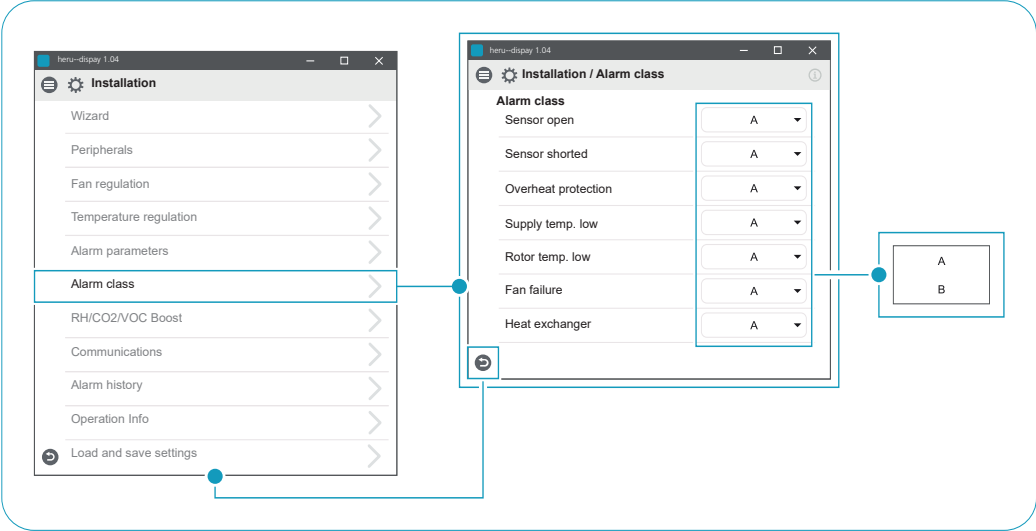 heru--dispay 1.04
Installation
Wizard
Peripherals
Fan regulation
Temperature regulation
Alarm parameters
Alarm class
RH/CO2/VOC Boost
Communications
Alarm history
Operation Info
Load and save settings
heru--dispay 1.04
Installation / Alarm class
Alarm class
Sensor open A
Sensor shorted A
Overheat protection A
Supply temp. low A
Rotor temp. low A
Fan failure A
Heat exchanger A
A
B